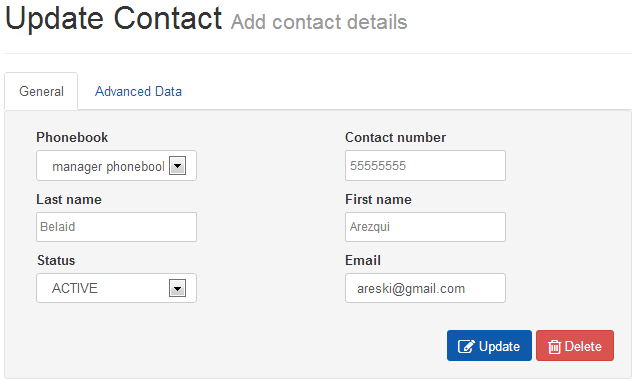 Update Contact Add contact details
General Advanced Data
Phonebook Contact number
manager phonebook 55555555
Last name First name
Belaid Arezqui
Status Email
ACTIVE areski@gmail.com
Update Delete